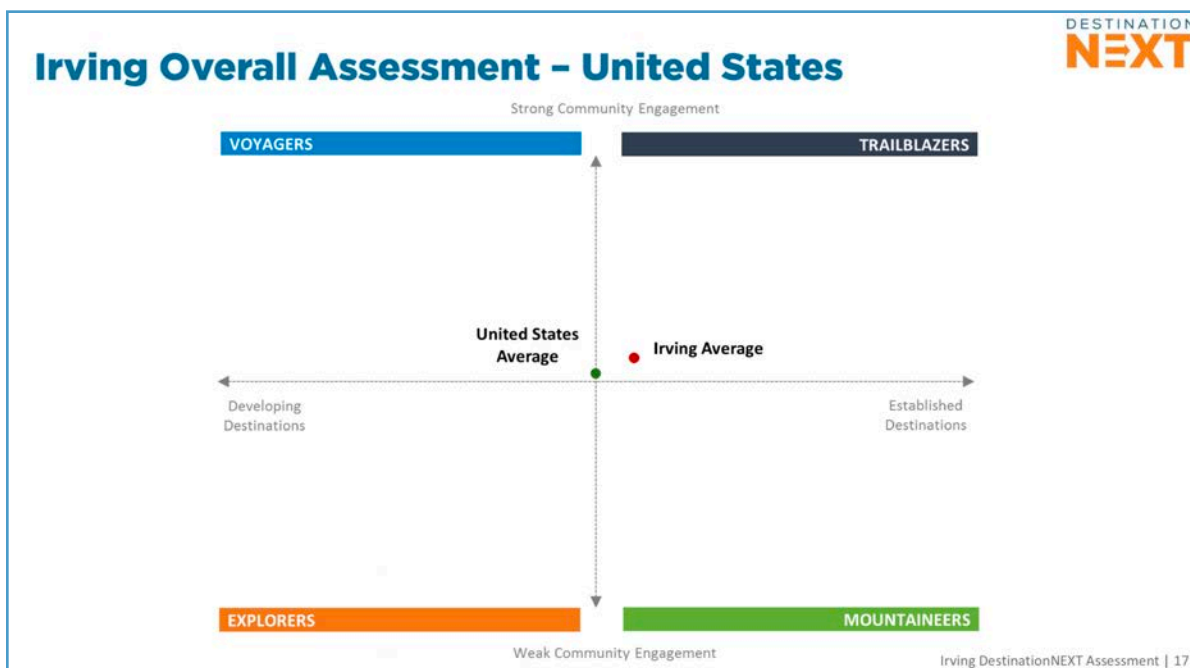 DESTINATION
NEXT
Irving Overall Assessment – United States
Strong Community Engagement
VOYAGERS
TRAILBLAZERS
United States
Average
Irving Average
Developing
Destinations
Established
Destinations
EXPLORERS
MOUNTAINEERS
Weak Community Engagement
Irving DestinationNEXT Assessment | 17